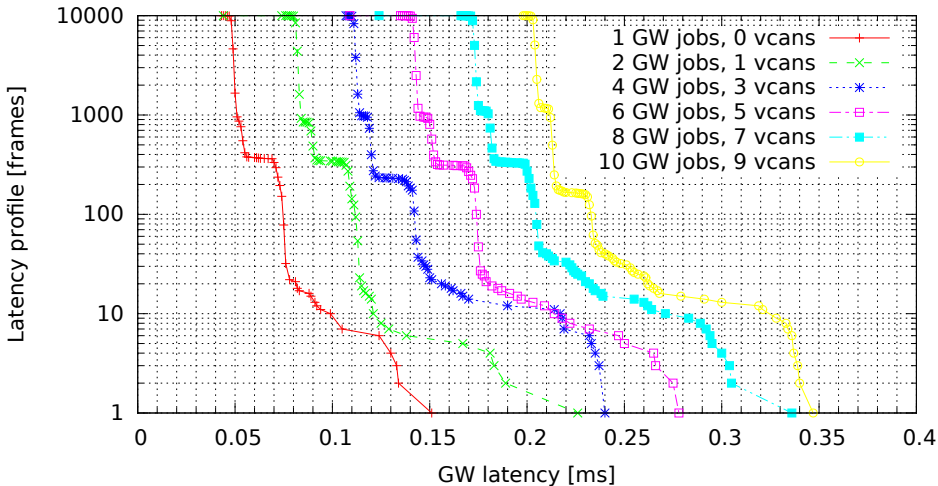 Latency profile [frames]
10000
1000
100
10
1
1 GW jobs, 0 vcans
2 GW jobs, 1 vcans
4 GW jobs, 3 vcans
6 GW jobs, 5 vcans
8 GW jobs, 7 vcans
10 GW jobs, 9 vcans
0 0.05 0.1 0.15 0.2 0.25 0.3 0.35 0.4
GW latency [ms]